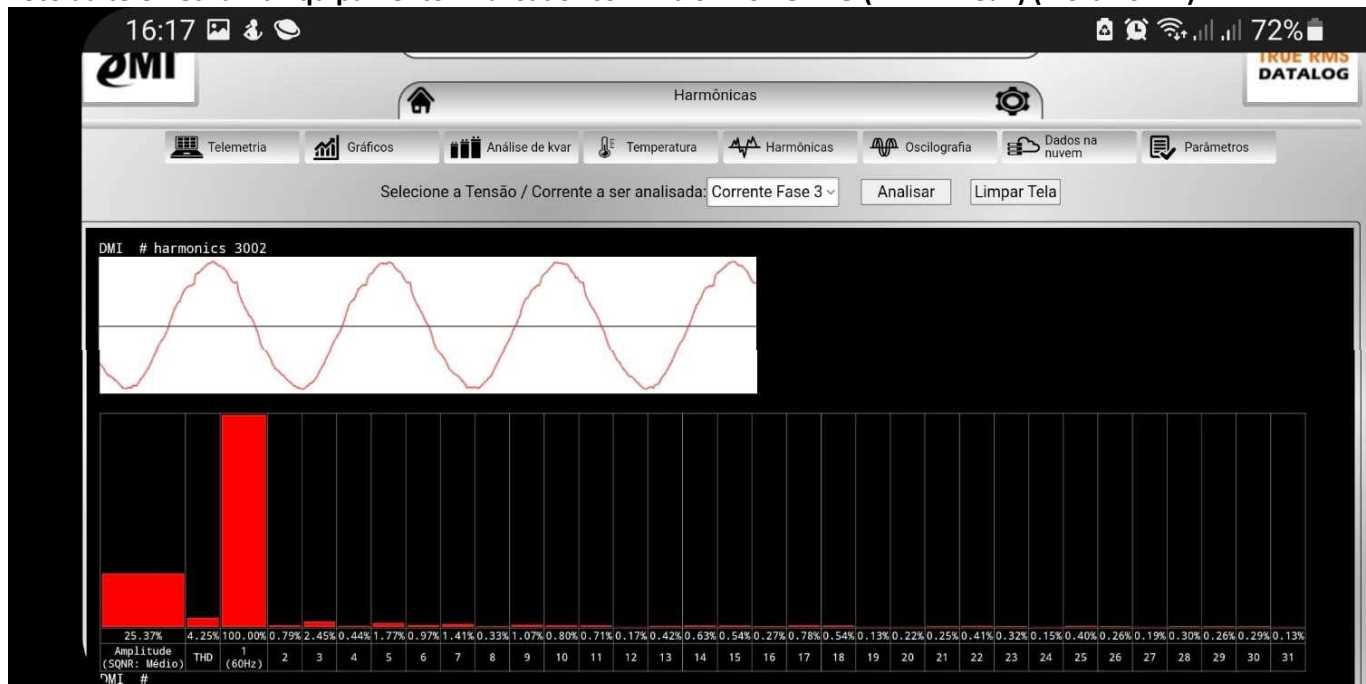 16:17
72%
DMI
TRUE RMS
DATALOG
Harmônicas
Telemetria
Gráficos
Análise de kvar
Temperatura
Harmônicas
Oscilografia
Dados na
nuvem
Parâmetros
Selecione a Tensão / Corrente a ser analisada: Corrente Fase 3 Analisar Limpar Tela
DMI # harmonics 3002
25.37% 4.25% 100.00% 0.79% 2.45% 0.44% 1.77% 0.97% 1.41% 0.33% 1.07% 0.80% 0.71% 0.17% 0.42% 0.63% 0.54% 0.27% 0.78% 0.54% 0.13% 0.22% 0.25% 0.41% 0.32% 0.15% 0.40% 0.26% 0.19% 0.30% 0.26% 0.29% 0.13%
Amplitude
(SQNR: Médio) THD 1
(60Hz) 2 3 4 5 6 7 8 9 10 11 12 13 14 15 16 17 18 19 20 21 22 23 24 25 26 27 28 29 30 31
DMI #